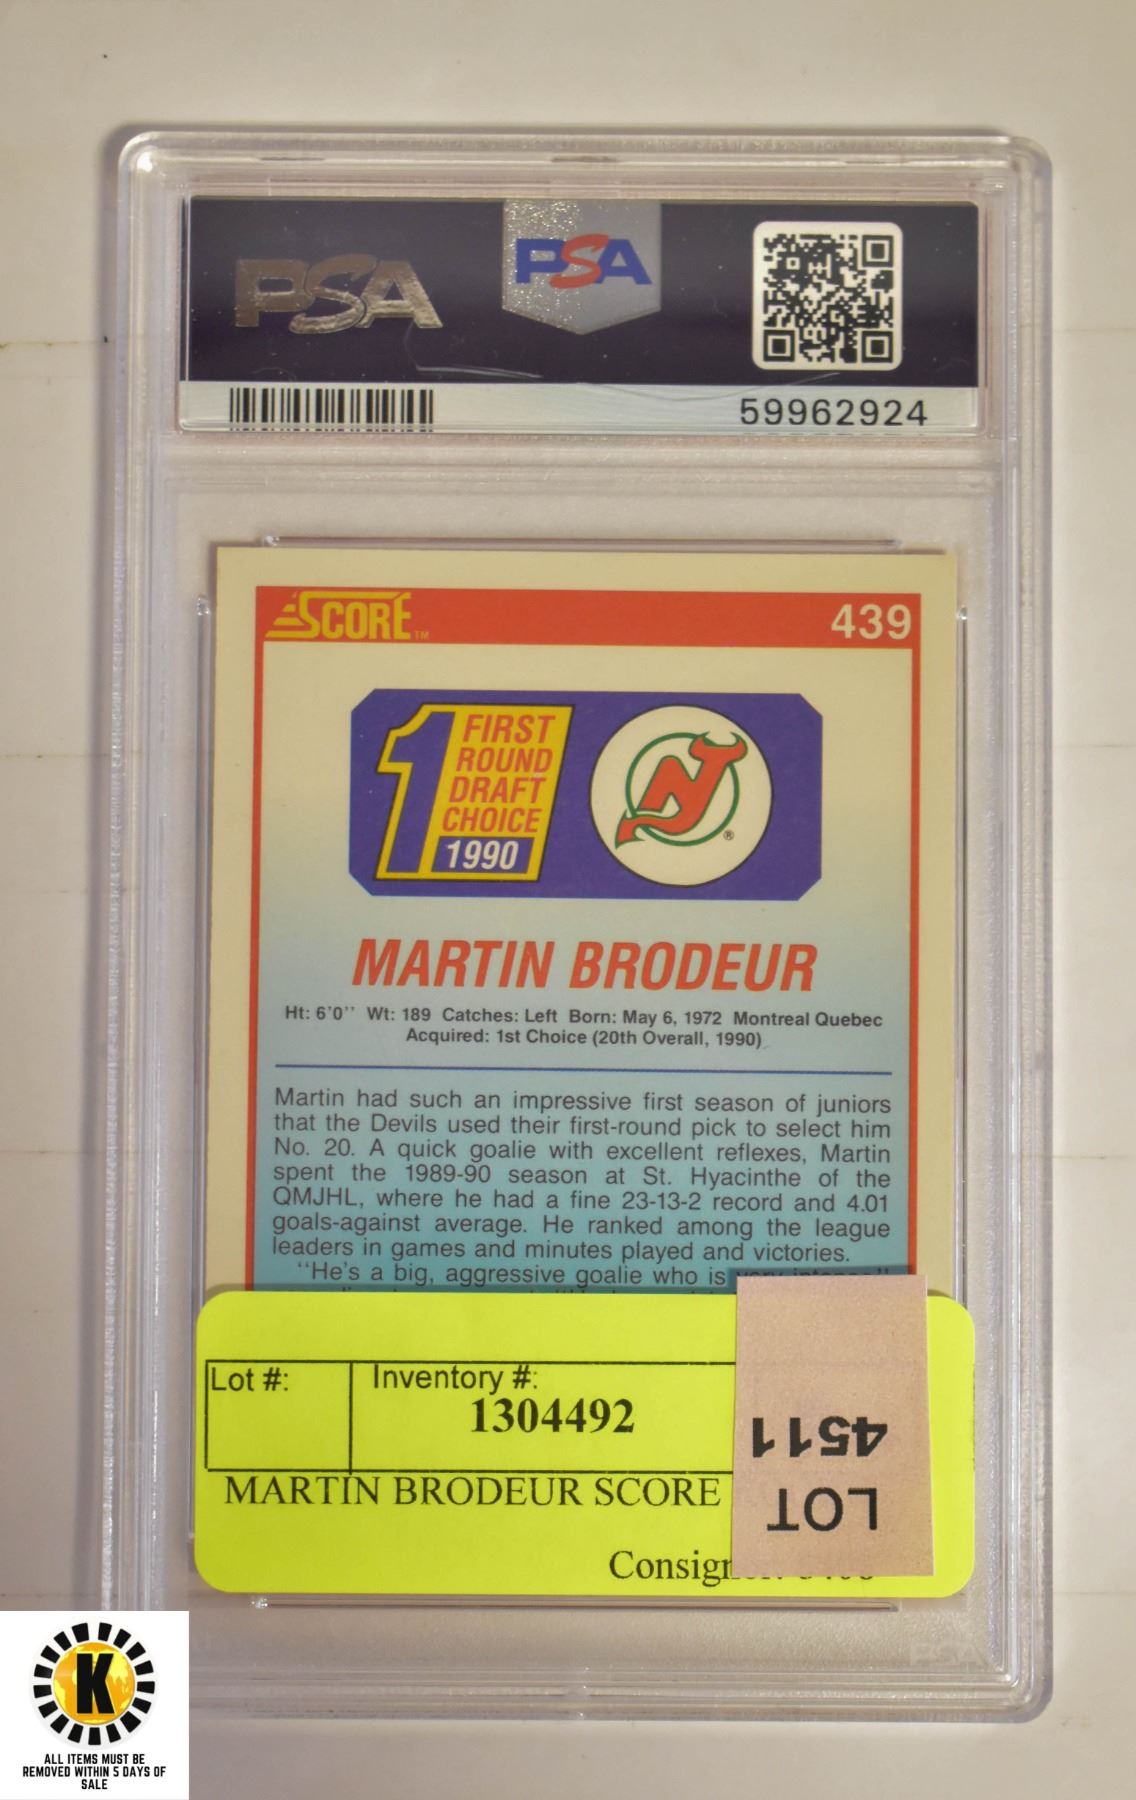 PSA
PSA
59962924
SCORE™
439
1 FIRST
ROUND
DRAFT
CHOICE
1990
NJ ®
MARTIN BRODEUR
Ht: 6'0'' Wt: 189 Catches: Left Born: May 6, 1972 Montreal Quebec
Acquired: 1st Choice (20th Overall, 1990)
Martin had such an impressive first season of juniors
that the Devils used their first-round pick to select him
No. 20. A quick goalie with excellent reflexes, Martin
spent the 1989-90 season at St. Hyacinthe of the
QMJHL, where he had a fine 23-13-2 record and 4.01
goals-against average. He ranked among the league
leaders in games and minutes played and victories.
"He's a big, aggressive goalie who is very intense"
Lot #:
Inventory #:
1304492
MARTIN BRODEUR SCORE
LOT
4511
PSA
K
ALL ITEMS MUST BE
REMOVED WITHIN 5 DAYS OF
SALE